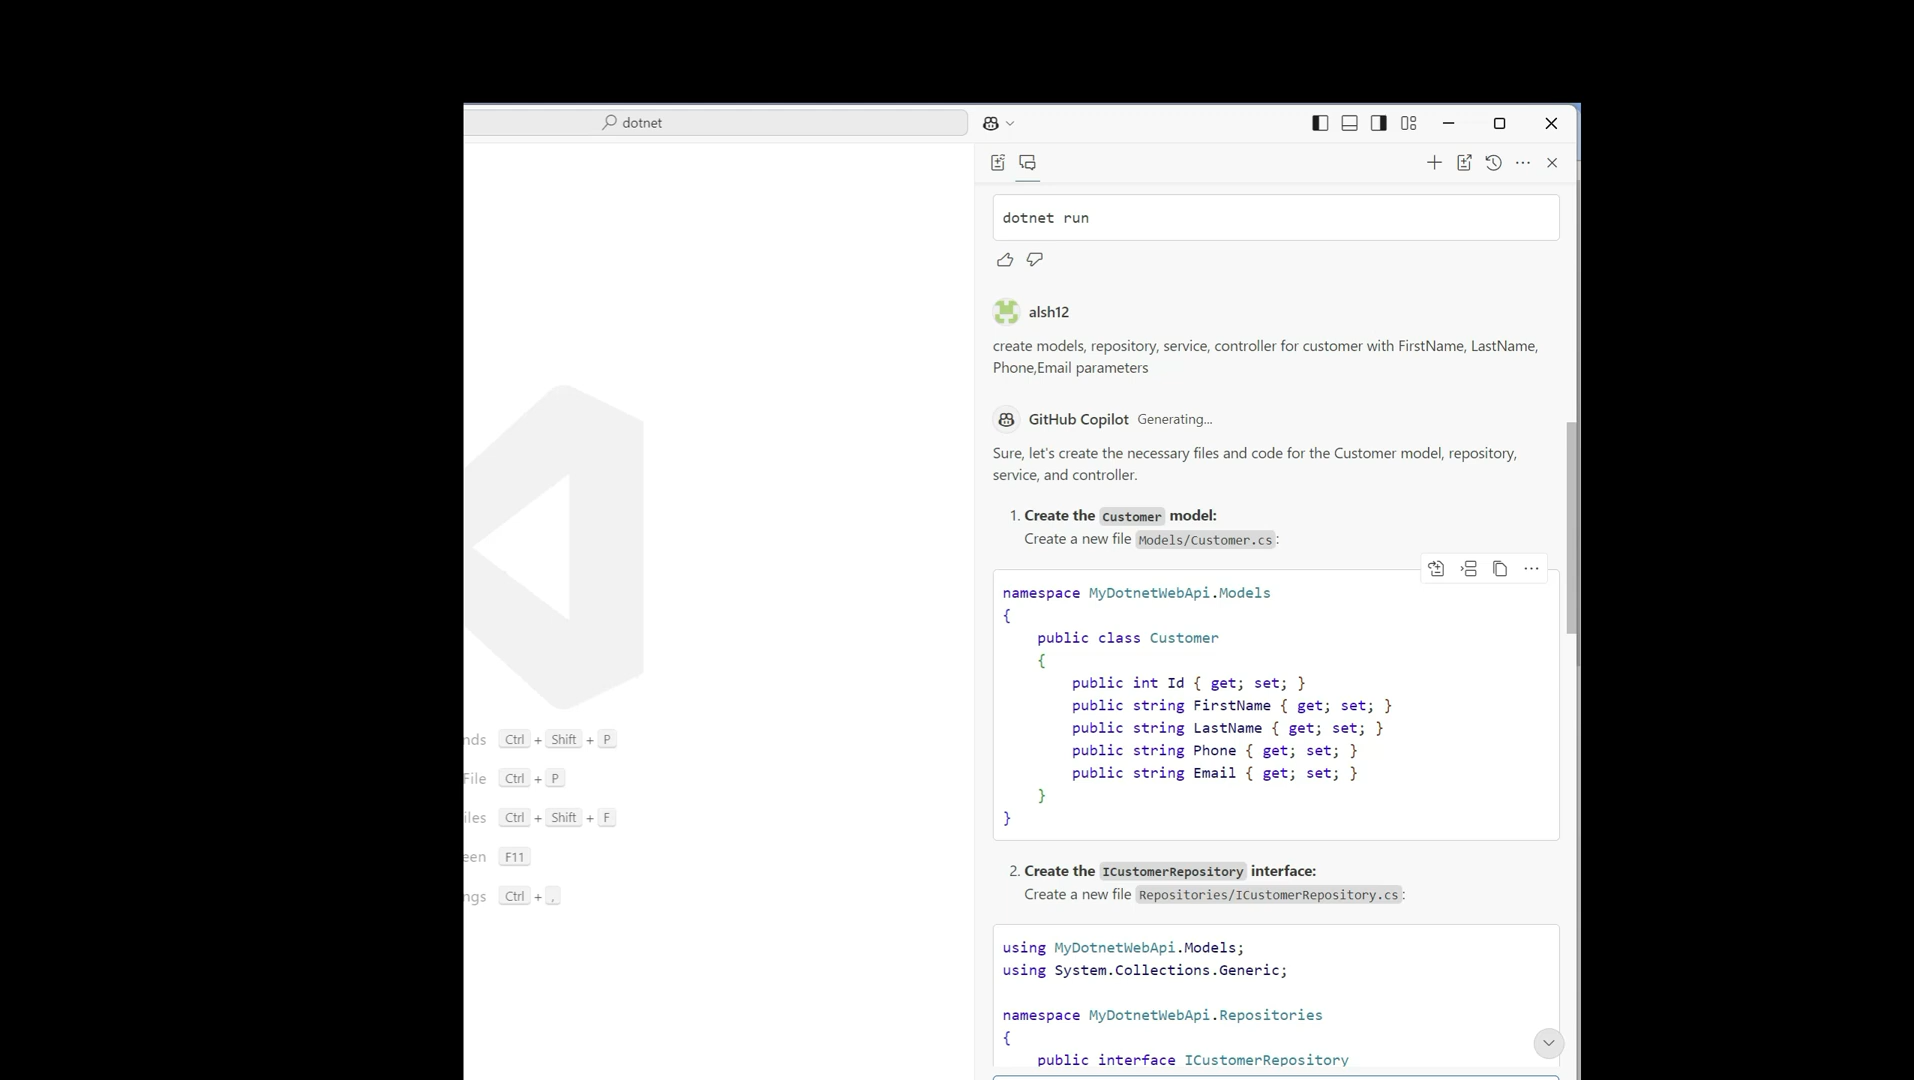 dotnet
dotnet run
alsh12
create models, repository, service, controller for customer with FirstName, LastName,
Phone,Email parameters
GitHub Copilot Generating...
Sure, let's create the necessary files and code for the Customer model, repository,
service, and controller.
1. Create the Customer model:
Create a new file Models/Customer.cs:
namespace MyDotnetWebApi.Models
{
public class Customer
{
public int Id { get; set; }
public string FirstName { get; set; }
public string LastName { get; set; }
public string Phone { get; set; }
public string Email { get; set; }
}
}
2. Create the ICustomerRepository interface:
Create a new file Repositories/ICustomerRepository.cs:
using MyDotnetWebApi.Models;
using System.Collections.Generic;
namespace MyDotnetWebApi.Repositories
{
public interface ICustomerRepository
nds Ctrl + Shift + P
File Ctrl + P
iles Ctrl + Shift + F
een F11
ngs Ctrl + ,